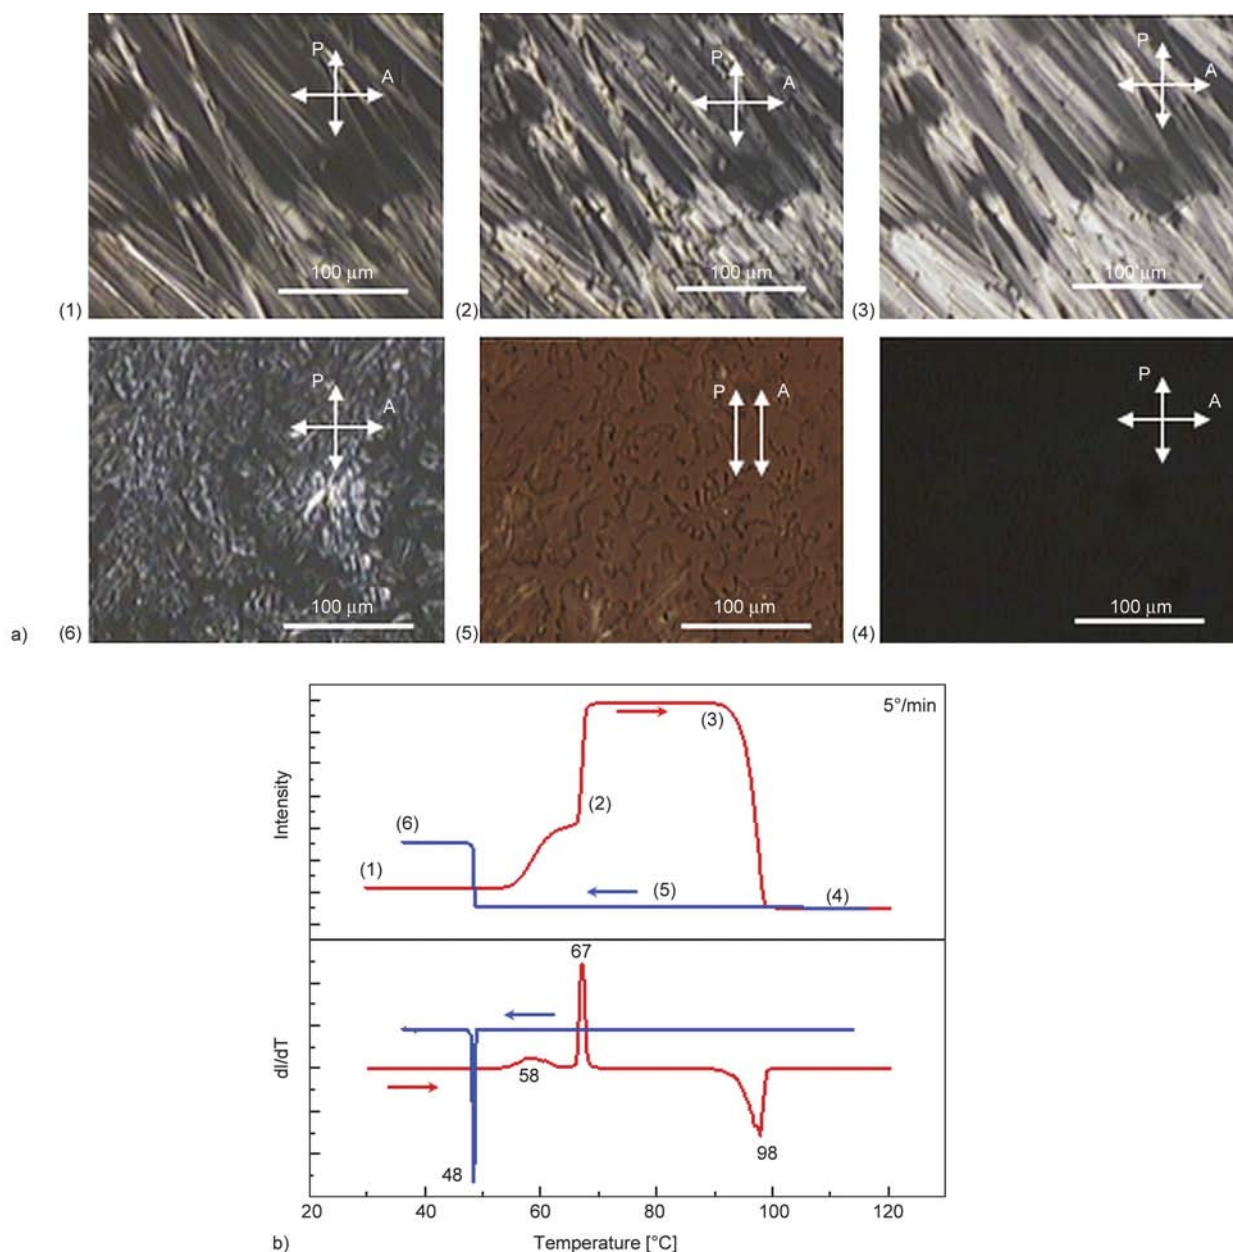 P
A
100 µm
(1)
P
A
100 µm
(2)
P
A
100 µm
(3)
P
A
100 µm
a)
(6)
P A
100 µm
(5)
P
A
100 µm
(4)
5°/min
(3)
Intensity
(2)
(6)
(1)
(5)
(4)
67
dI/dT
58
98
48
20 40 60 80 100 120
b)
Temperature [°C]